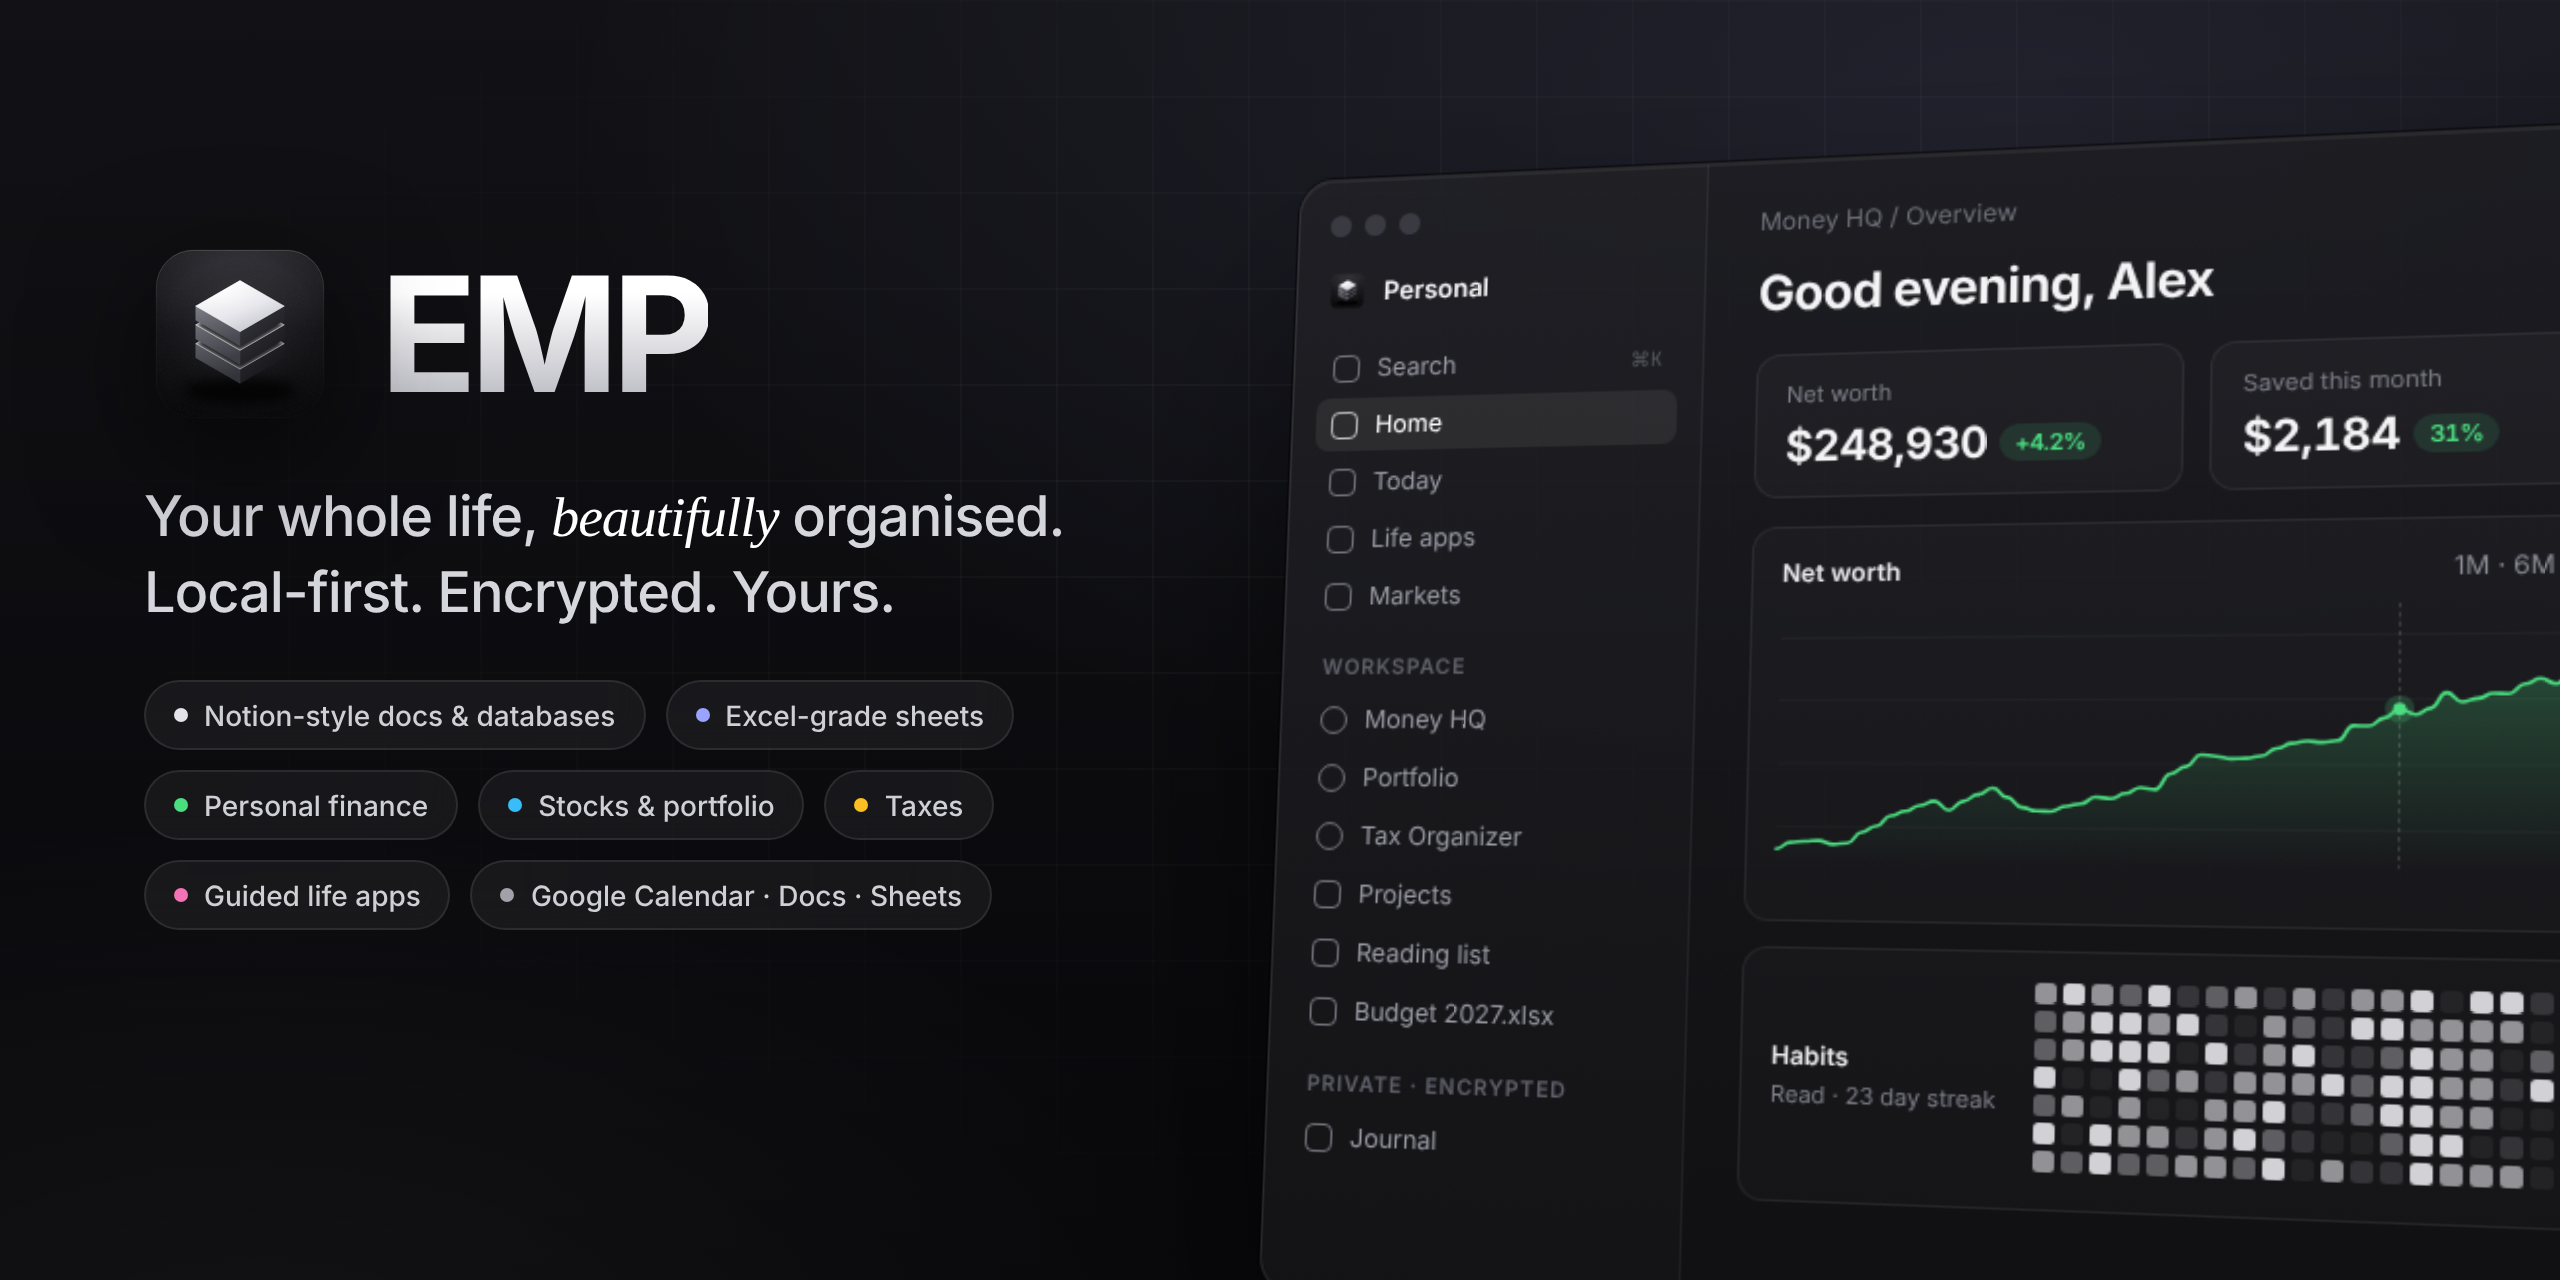 EMP
Your whole life, beautifully organised.
Local-first. Encrypted. Yours.
Notion-style docs & databases
Excel-grade sheets
Personal finance
Stocks & portfolio
Taxes
Guided life apps
Google Calendar · Docs · Sheets
Personal
Search ⌘K
Home
Today
Life apps
Markets
WORKSPACE
Money HQ
Portfolio
Tax Organizer
Projects
Reading list
Budget 2027.xlsx
PRIVATE · ENCRYPTED
Journal
Money HQ / Overview
Good evening, Alex
Net worth
$248,930 +4.2%
Saved this month
$2,184 31%
Net worth 1M · 6M
Habits
Read · 23 day streak